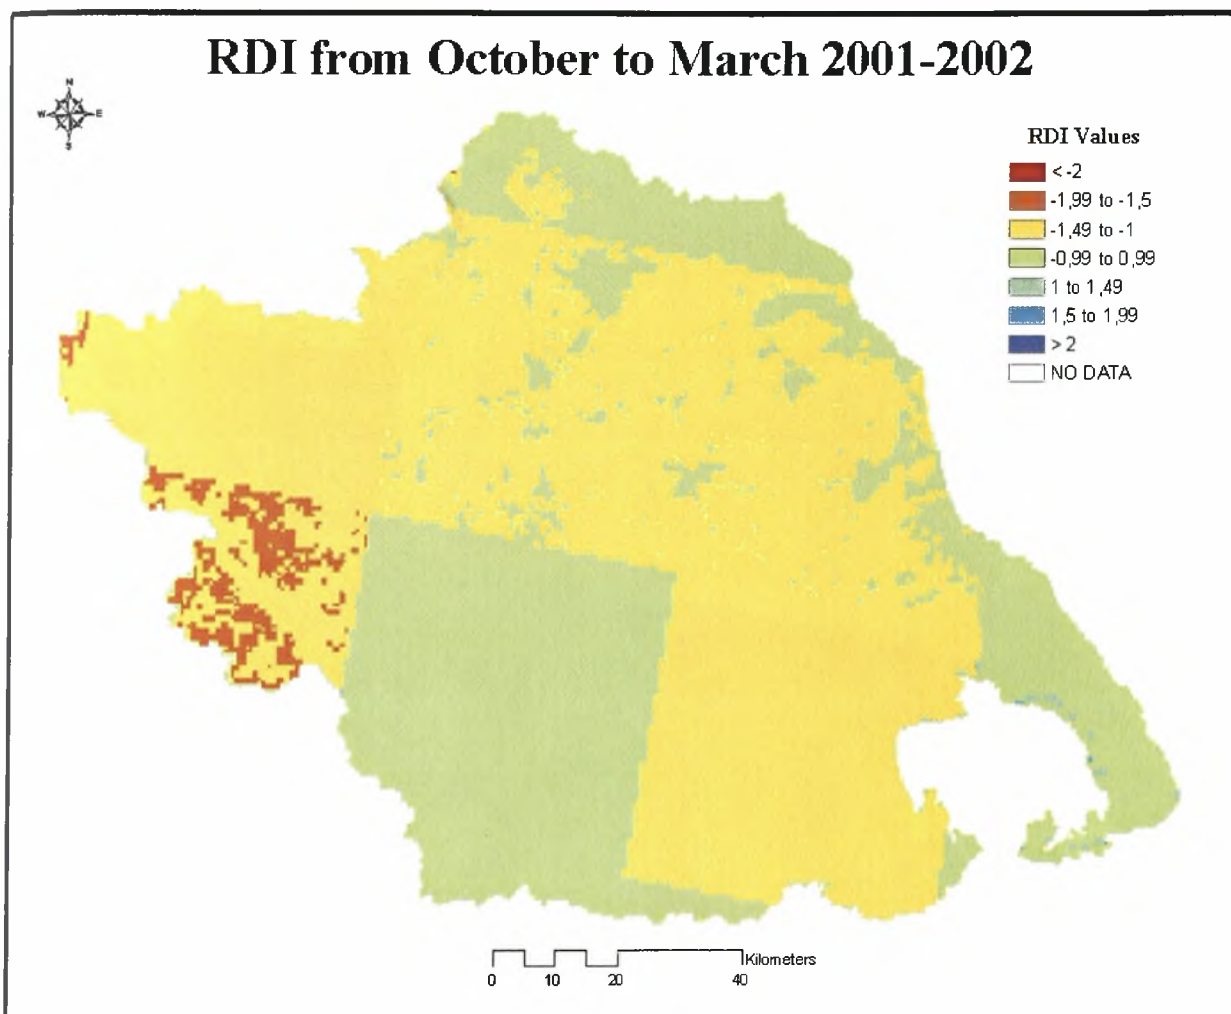 RDI from October to March 2001-2002
N
W E
S
RDI Values
< -2
-1,99 to -1,5
-1,49 to -1
-0,99 to 0,99
1 to 1,49
1,5 to 1,99
> 2
NO DATA
Kilometers
0 10 20 40